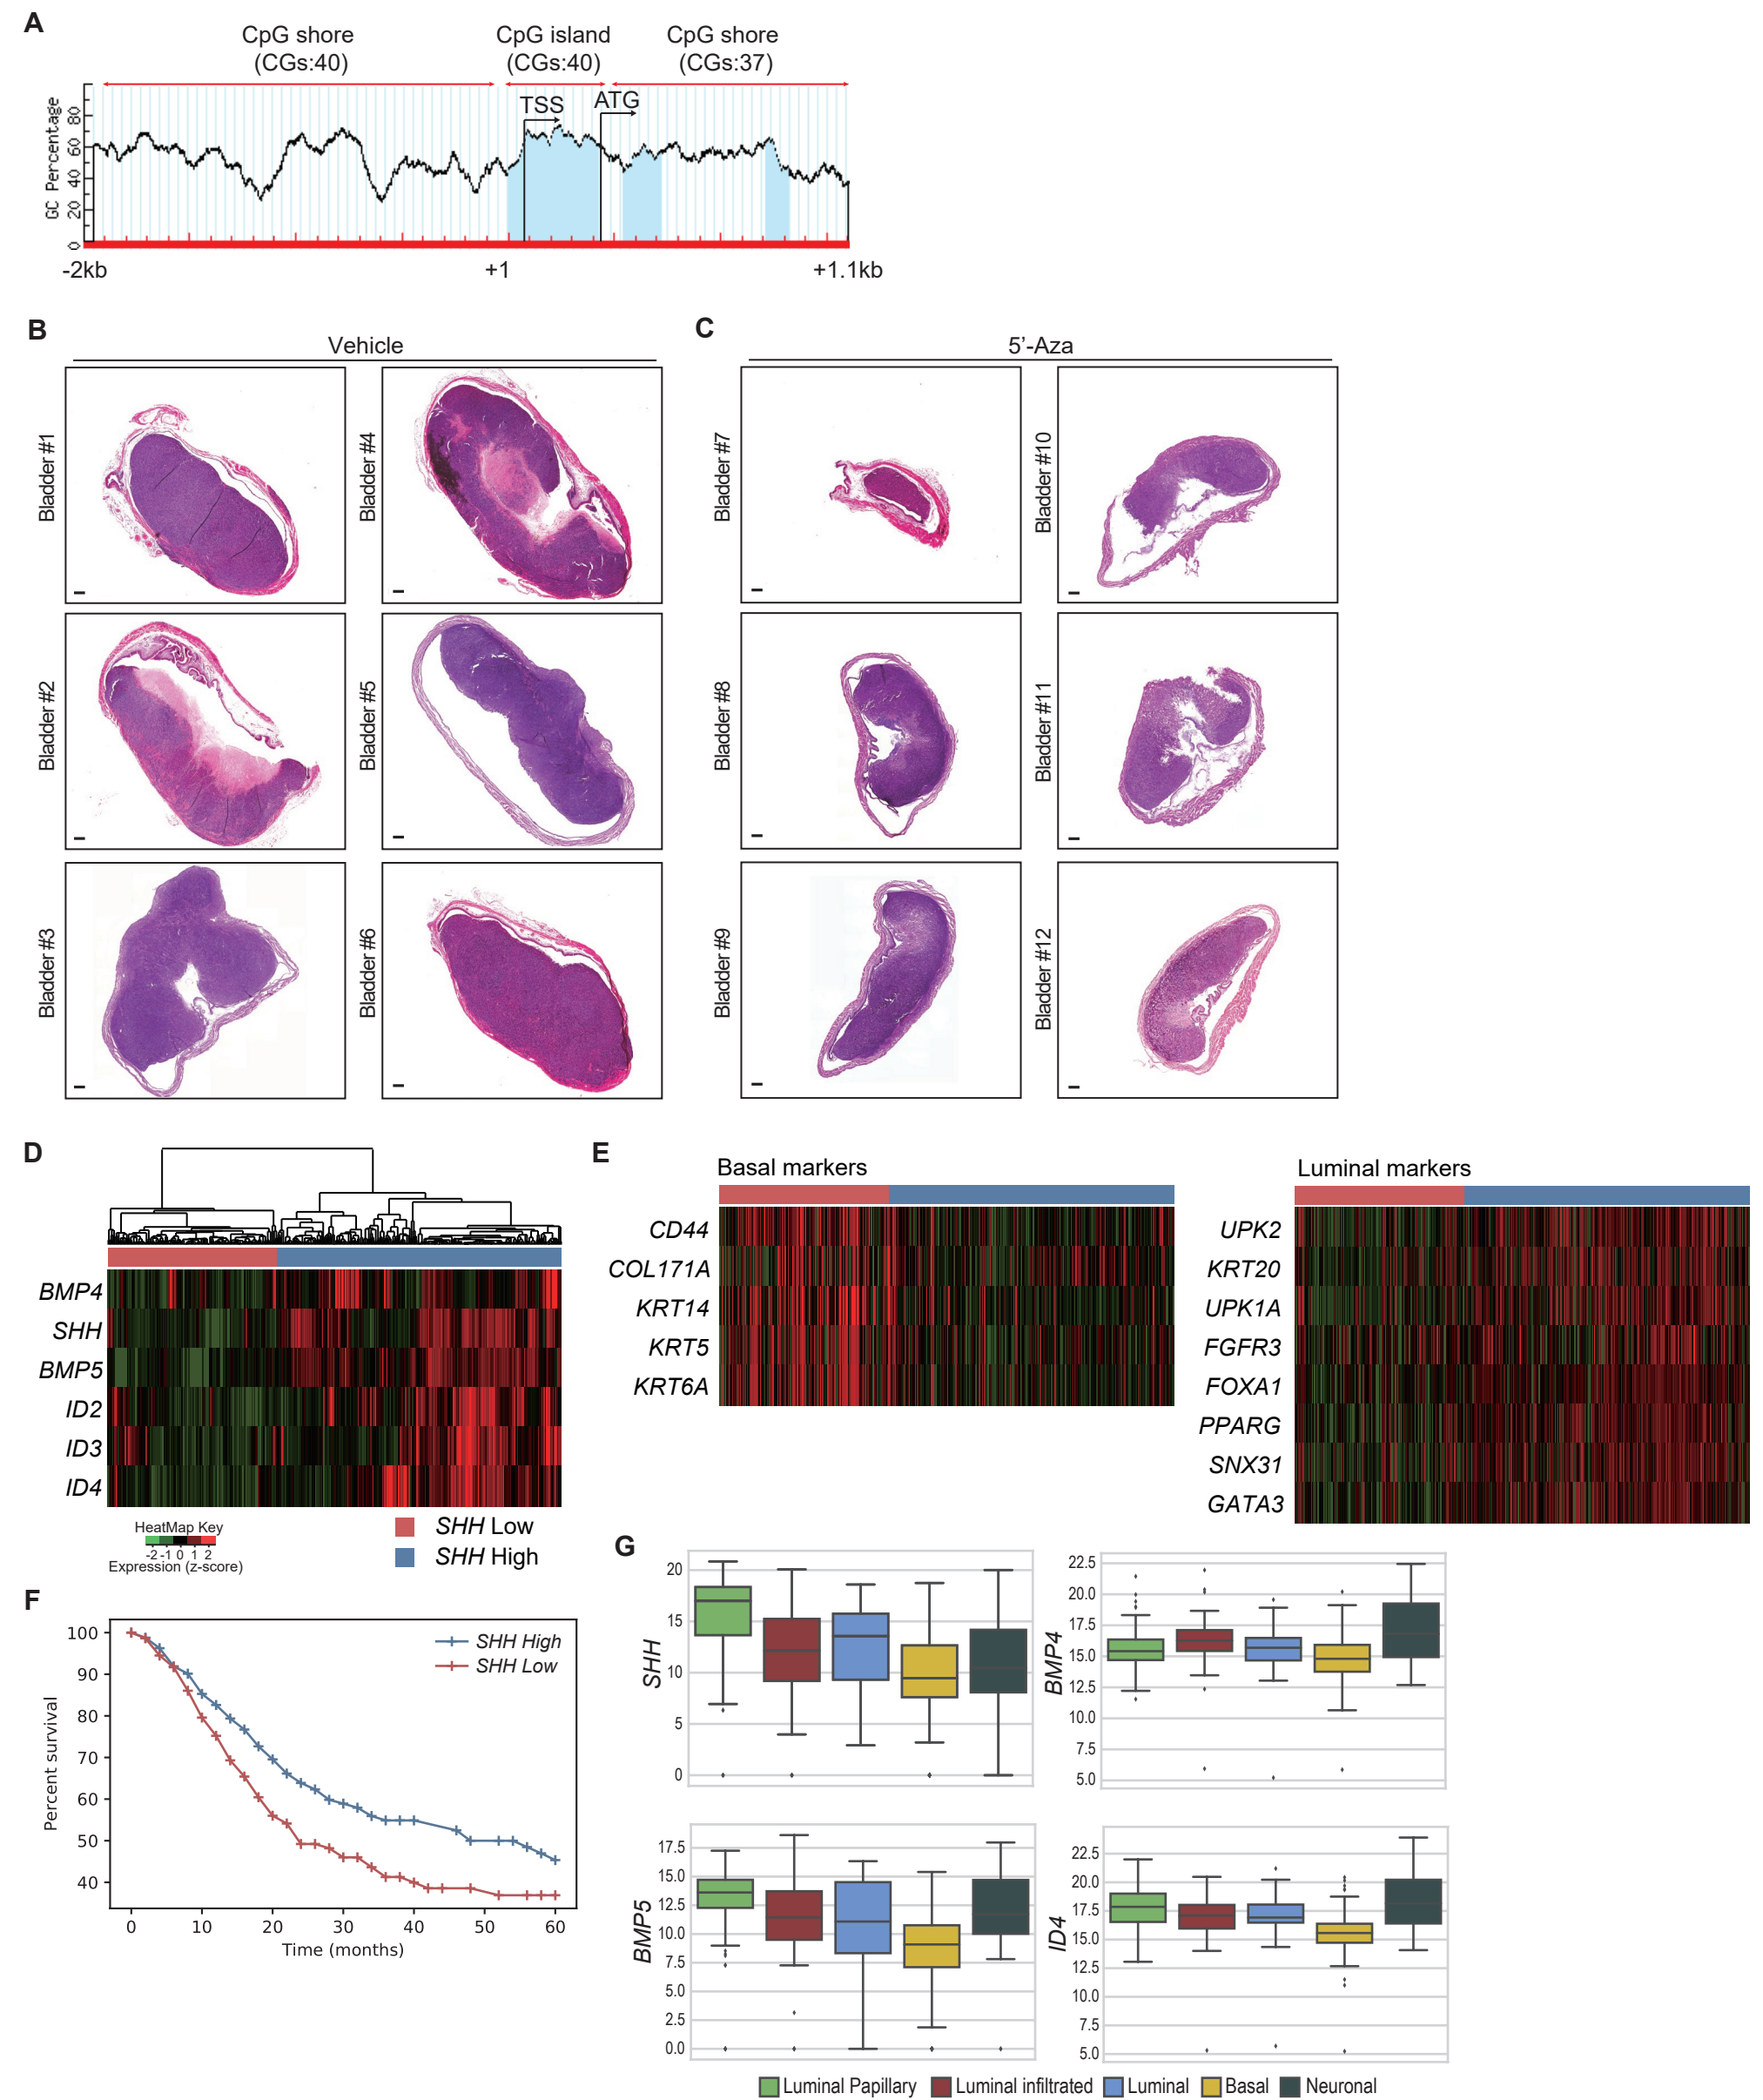 A
CpG shore
(CGs:40)
CpG island
(CGs:40)
CpG shore
(CGs:37)
TSS
ATG
GC Percentage
80
60
40
20
0
-2kb
+1
+1.1kb
B
Vehicle
Bladder #1
Bladder #4
Bladder #2
Bladder #5
Bladder #3
Bladder #6
C
5’-Aza
Bladder #7
Bladder #10
Bladder #8
Bladder #11
Bladder #9
Bladder #12
D
BMP4
SHH
BMP5
ID2
ID3
ID4
HeatMap Key
-2 -1 0 1 2
Expression (z-score)
SHH Low
SHH High
E
Basal markers
CD44
COL171A
KRT14
KRT5
KRT6A
Luminal markers
UPK2
KRT20
UPK1A
FGFR3
FOXA1
PPARG
SNX31
GATA3
F
Percent survival
100
90
80
70
60
50
40
SHH High
SHH Low
0 10 20 30 40 50 60
Time (months)
G
SHH
20
15
10
5
0
BMP4
22.5
20.0
17.5
15.0
12.5
10.0
7.5
5.0
BMP5
17.5
15.0
12.5
10.0
7.5
5.0
2.5
0.0
ID4
22.5
20.0
17.5
15.0
12.5
10.0
7.5
5.0
Luminal Papillary
Luminal infiltrated
Luminal
Basal
Neuronal